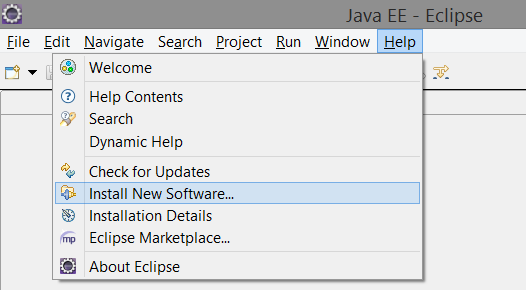 Java EE - Eclipse
File Edit Navigate Search Project Run Window Help
Welcome
Help Contents
Search
Dynamic Help
Check for Updates
Install New Software...
Installation Details
mp Eclipse Marketplace...
About Eclipse